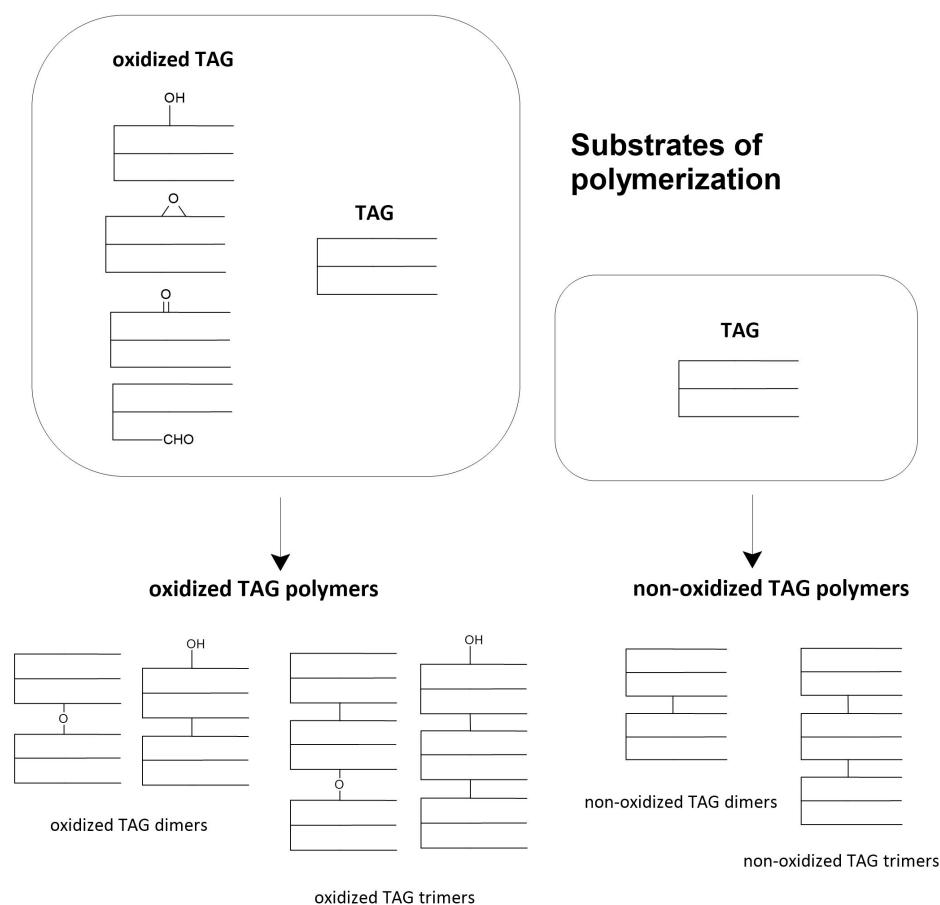 oxidized TAG
OH
O
O
CHO
TAG
Substrates of
polymerization
TAG
oxidized TAG polymers
non-oxidized TAG polymers
O
OH
O
OH
oxidized TAG dimers
oxidized TAG trimers
non-oxidized TAG dimers
non-oxidized TAG trimers